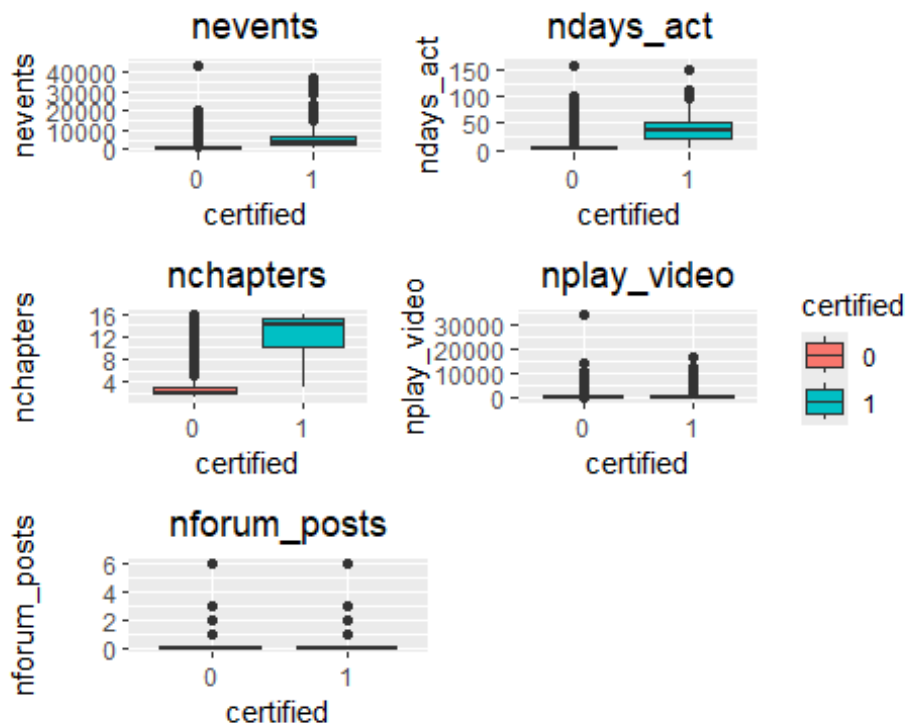 nevents
nevents
40000
30000
20000
10000
0
0 1
certified
ndays_act
ndays_act
150
100
50
0
0 1
certified
nchapters
nchapters
16
12
8
4
0 1
certified
nplay_video
nplay_video
30000
20000
10000
0
0 1
certified
certified
0
1
nforum_posts
nforum_posts
6
4
2
0
0 1
certified